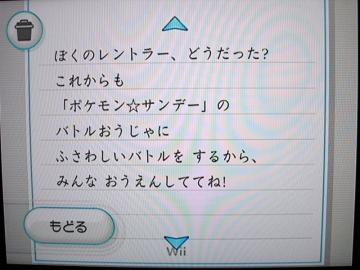 ぼくのレントラー、どうだった?
これからも
「ポケモン☆サンデー」の
バトルおうじゃに
ふさわしいバトルを するから、
みんな おうえんしててね!
もどる
Wii